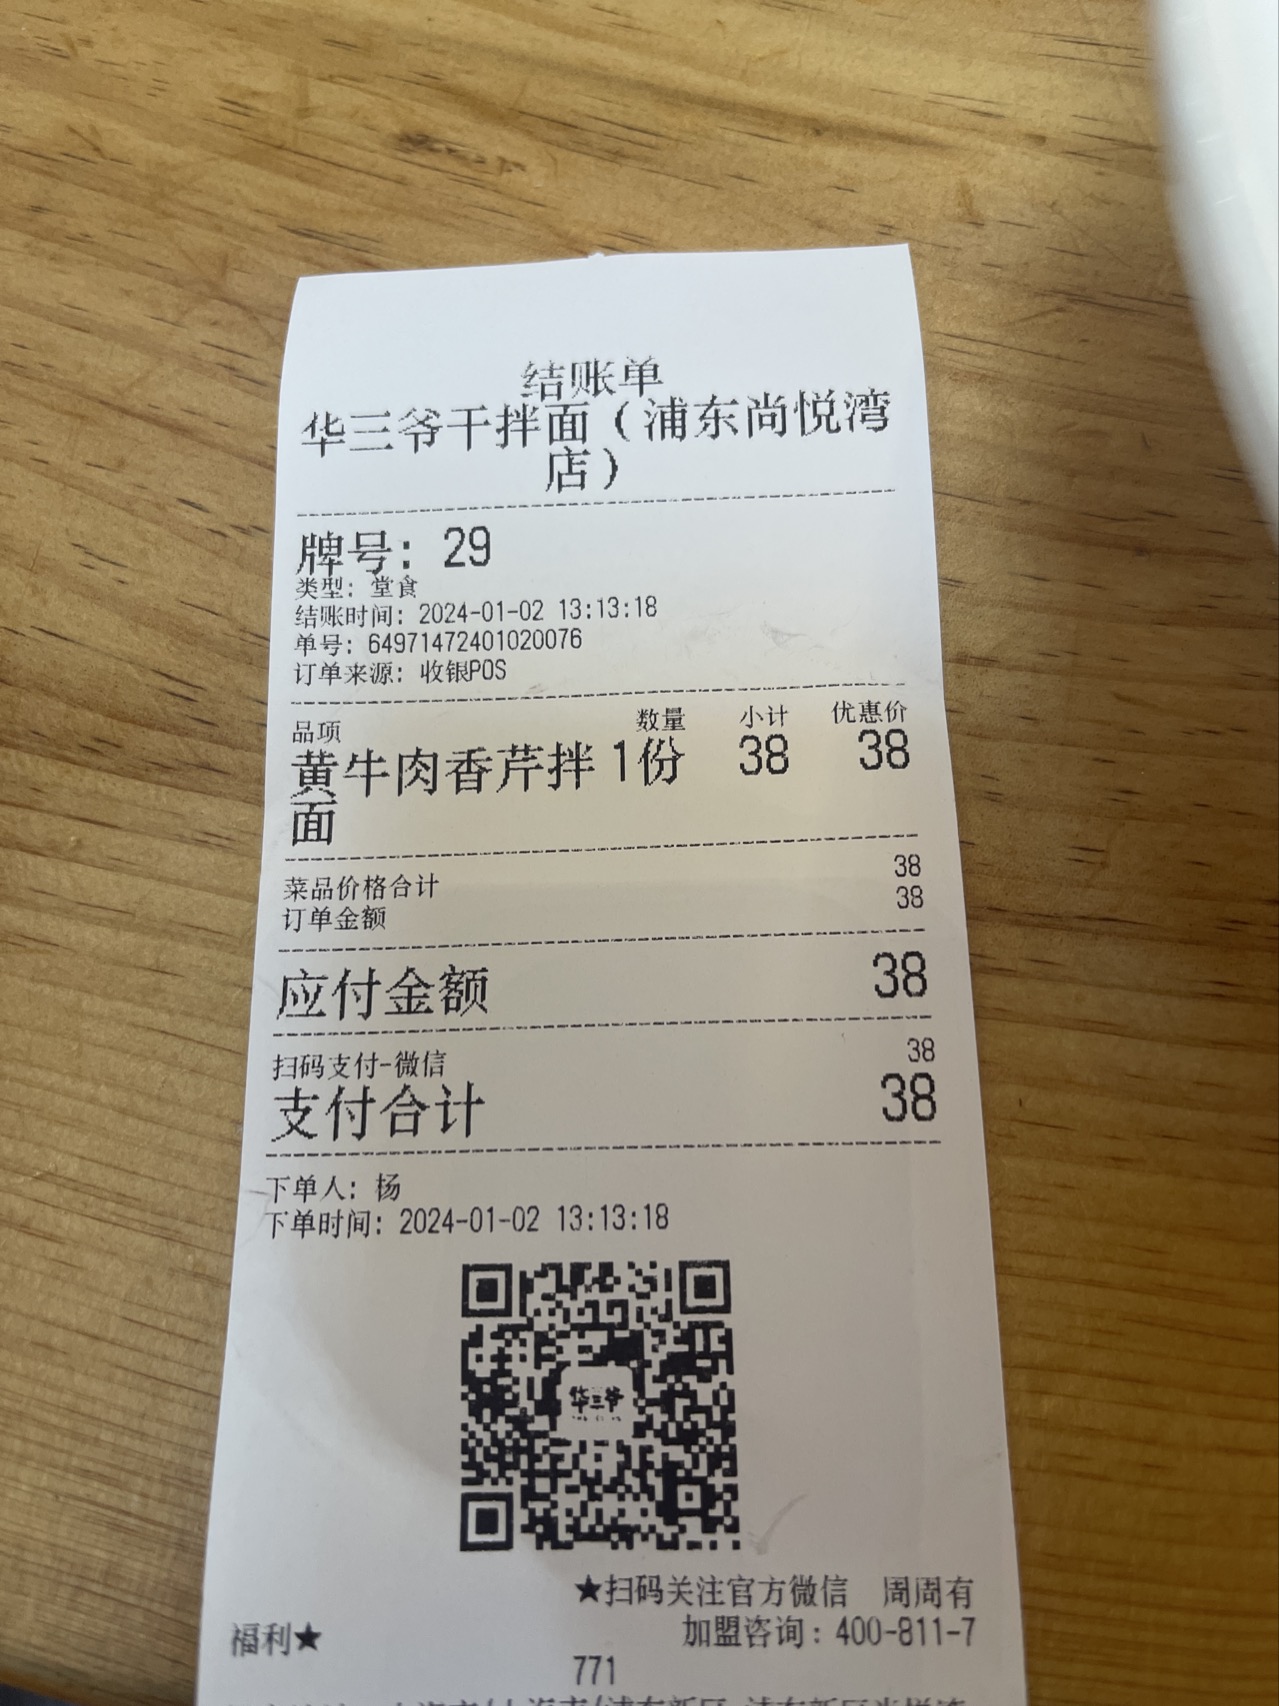 结账单
华三爷干拌面（浦东尚悦湾
店）
牌号：29
类型：堂食
结账时间：2024-01-02 13:13:18
单号：64971472401020076
订单来源：收银POS
品项 数量 小计 优惠价
黄牛肉香芹拌 1份 38 38
面
菜品价格合计 38
订单金额 38
应付金额 38
扫码支付-微信 38
支付合计 38
下单人：杨
下单时间：2024-01-02 13:13:18
华三爷
★扫码关注官方微信 周周有
福利★ 加盟咨询：400-811-7
771